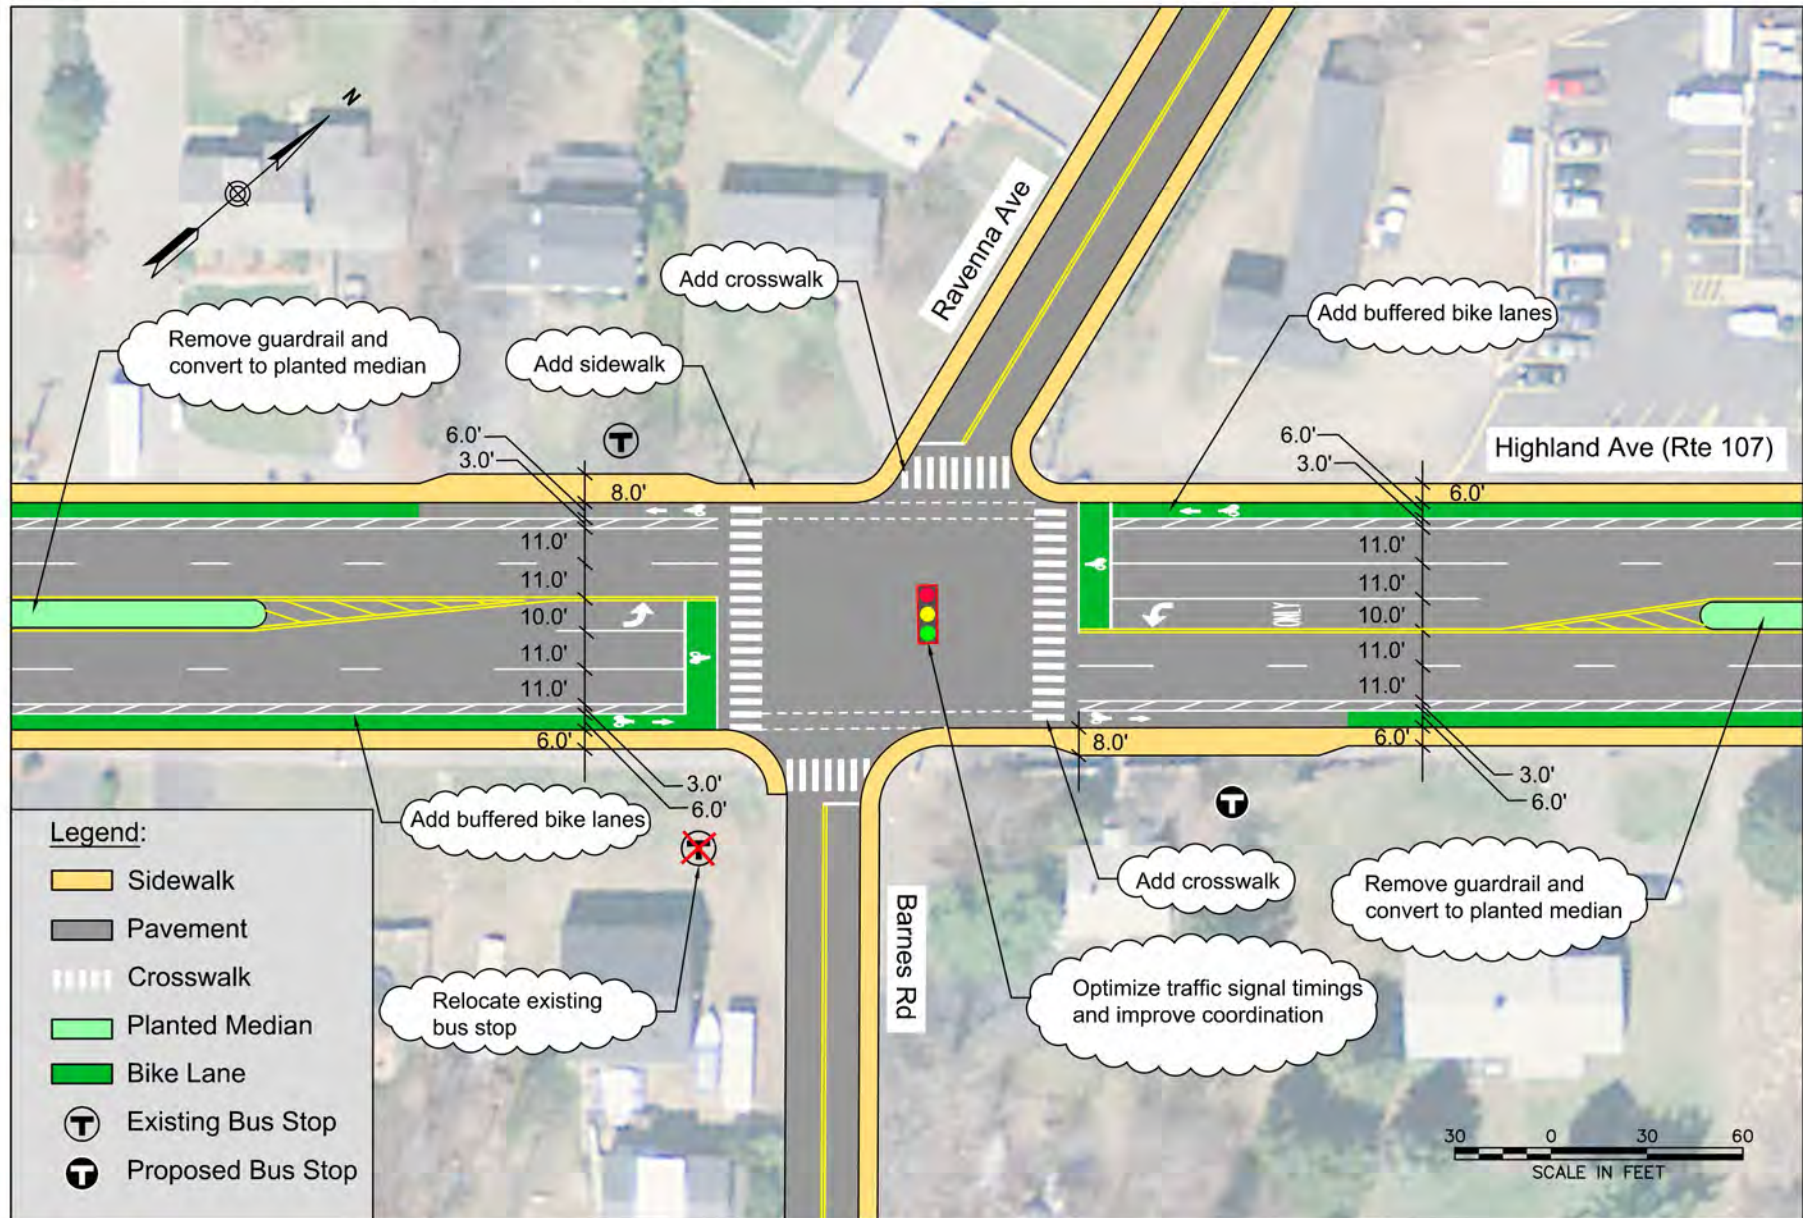 N
Ravenna Ave
Add crosswalk
Add buffered bike lanes
Remove guardrail and
convert to planted median
Add sidewalk
T
Highland Ave (Rte 107)
6.0'
3.0'
8.0'
11.0'
11.0'
10.0'
11.0'
11.0'
6.0'
3.0'
6.0'
6.0'
3.0'
6.0'
11.0'
11.0'
10.0'
ONLY
11.0'
11.0'
8.0'
6.0'
3.0'
6.0'
Add buffered bike lanes
T
T
Add crosswalk
Remove guardrail and
convert to planted median
Barnes Rd
Relocate existing
bus stop
Optimize traffic signal timings
and improve coordination
Legend:
Sidewalk
Pavement
Crosswalk
Planted Median
Bike Lane
T Existing Bus Stop
T Proposed Bus Stop
30 0 30 60
SCALE IN FEET